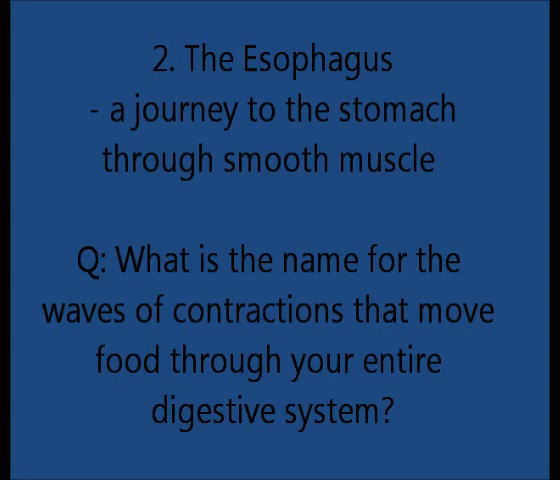 2. The Esophagus
- a journey to the stomach
through smooth muscle
Q: What is the name for the
waves of contractions that move
food through your entire
digestive system?